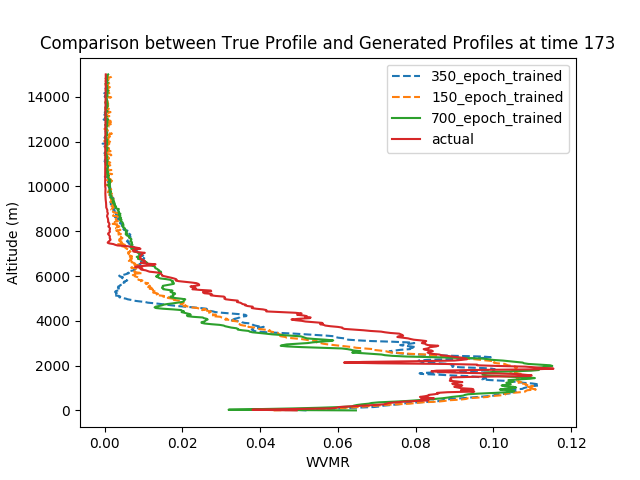 Comparison between True Profile and Generated Profiles at time 173
350_epoch_trained
150_epoch_trained
700_epoch_trained
actual
Altitude (m)
14000
12000
10000
8000
6000
4000
2000
0
0.00 0.02 0.04 0.06 0.08 0.10 0.12
WVMR